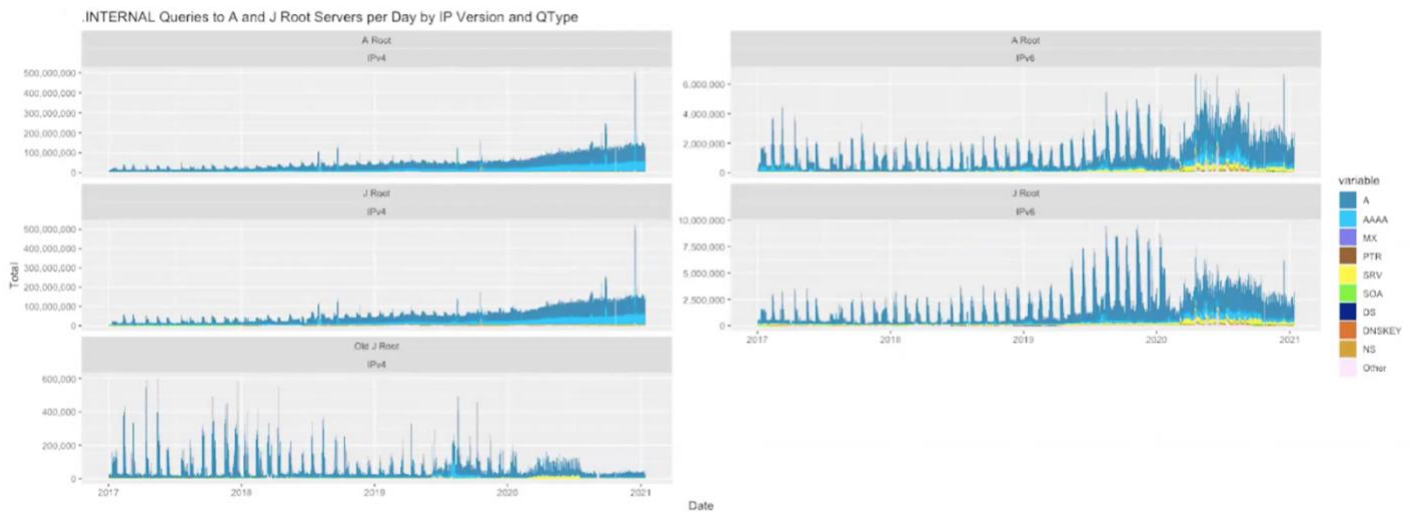 .INTERNAL Queries to A and J Root Servers per Day by IP Version and QType
A Root
IPv4
500,000,000
400,000,000
300,000,000
200,000,000
100,000,000
0
A Root
IPv6
6,000,000
4,000,000
2,000,000
0
J Root
IPv4
500,000,000
400,000,000
300,000,000
200,000,000
100,000,000
0
J Root
IPv6
10,000,000
7,500,000
5,000,000
2,500,000
0
2017 2018 2019 2020 2021
Old J Root
IPv4
600,000
400,000
200,000
0
2017 2018 2019 2020 2021
Total
Date
variable
A
AAAA
MX
PTR
SRV
SOA
DS
DNSKEY
NS
Other